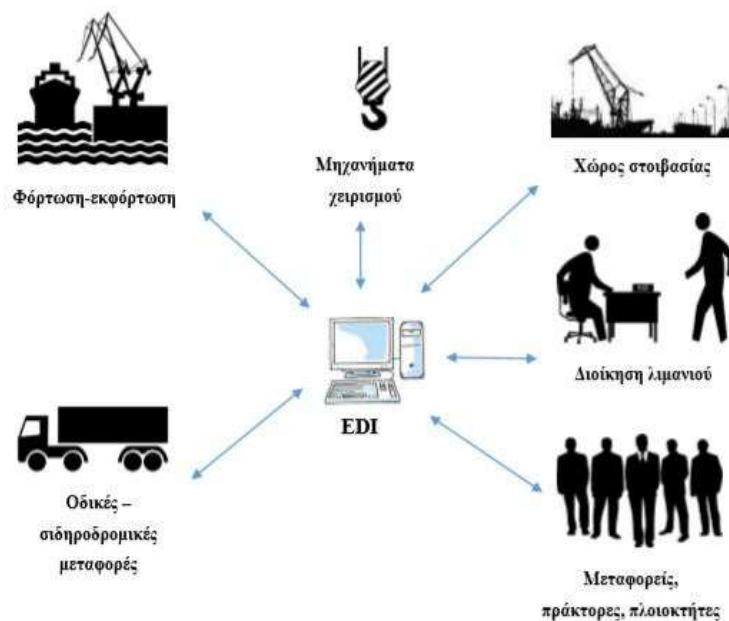 Φόρτωση-εκφόρτωση
Μηχανήματα
χειρισμού
Χώρος στοιβασίας
Διοίκηση λιμανιού
EDI
Οδικές –
σιδηροδρομικές
μεταφορές
Μεταφορείς,
πράκτορες, πλοιοκτήτες